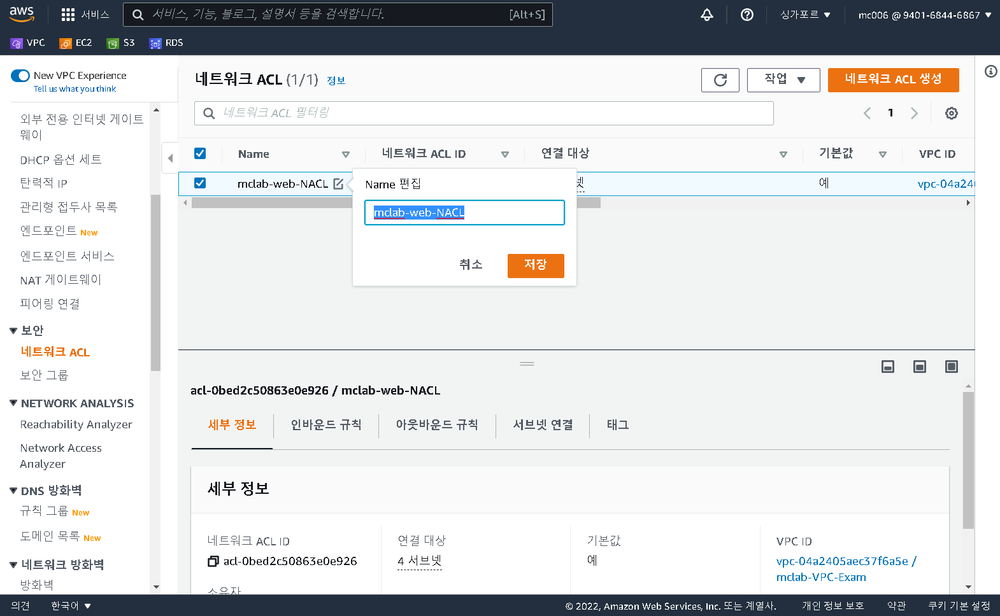 aws
서비스
서비스, 기능, 블로그, 설명서 등을 검색합니다.
[Alt+S]
싱가포르
mc006 @ 9401-6844-6867
VPC
EC2
S3
RDS
New VPC Experience
Tell us what you think
외부 전용 인터넷 게이트
웨이
DHCP 옵션 세트
탄력적 IP
관리형 접두사 목록
엔드포인트 New
엔드포인트 서비스
NAT 게이트웨이
피어링 연결
보안
네트워크 ACL
보안 그룹
NETWORK ANALYSIS
Reachability Analyzer
Network Access
Analyzer
DNS 방화벽
규칙 그룹 New
도메인 목록 New
네트워크 방화벽
방화벽
네트워크 ACL (1/1) 정보
작업
네트워크 ACL 생성
네트워크 ACL 필터링
1
Name
네트워크 ACL ID
연결 대상
기본값
VPC ID
mclab-web-NACL
넷
예
vpc-04a240
Name 편집
mclab-web-NACL
취소
저장
acl-0bed2c50863e0e926 / mclab-web-NACL
세부 정보
인바운드 규칙
아웃바운드 규칙
서브넷 연결
태그
세부 정보
네트워크 ACL ID
acl-0bed2c50863e0e926
연결 대상
4 서브넷
기본값
예
VPC ID
vpc-04a2405aec37f6a5e /
mclab-VPC-Exam
소유자
의견
한국어
© 2022, Amazon Web Services, Inc. 또는 계열사.
개인 정보 보호
약관
쿠키 기본 설정